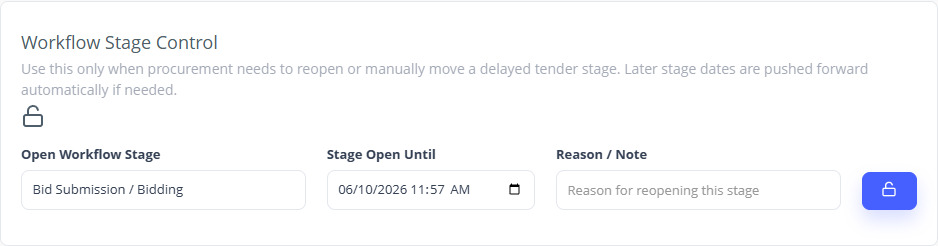 Workflow Stage Control
Use this only when procurement needs to reopen or manually move a delayed tender stage. Later stage dates are pushed forward
automatically if needed.
Open Workflow Stage
Stage Open Until
Reason / Note
Bid Submission / Bidding
06/10/2026 11:57 AM
Reason for reopening this stage